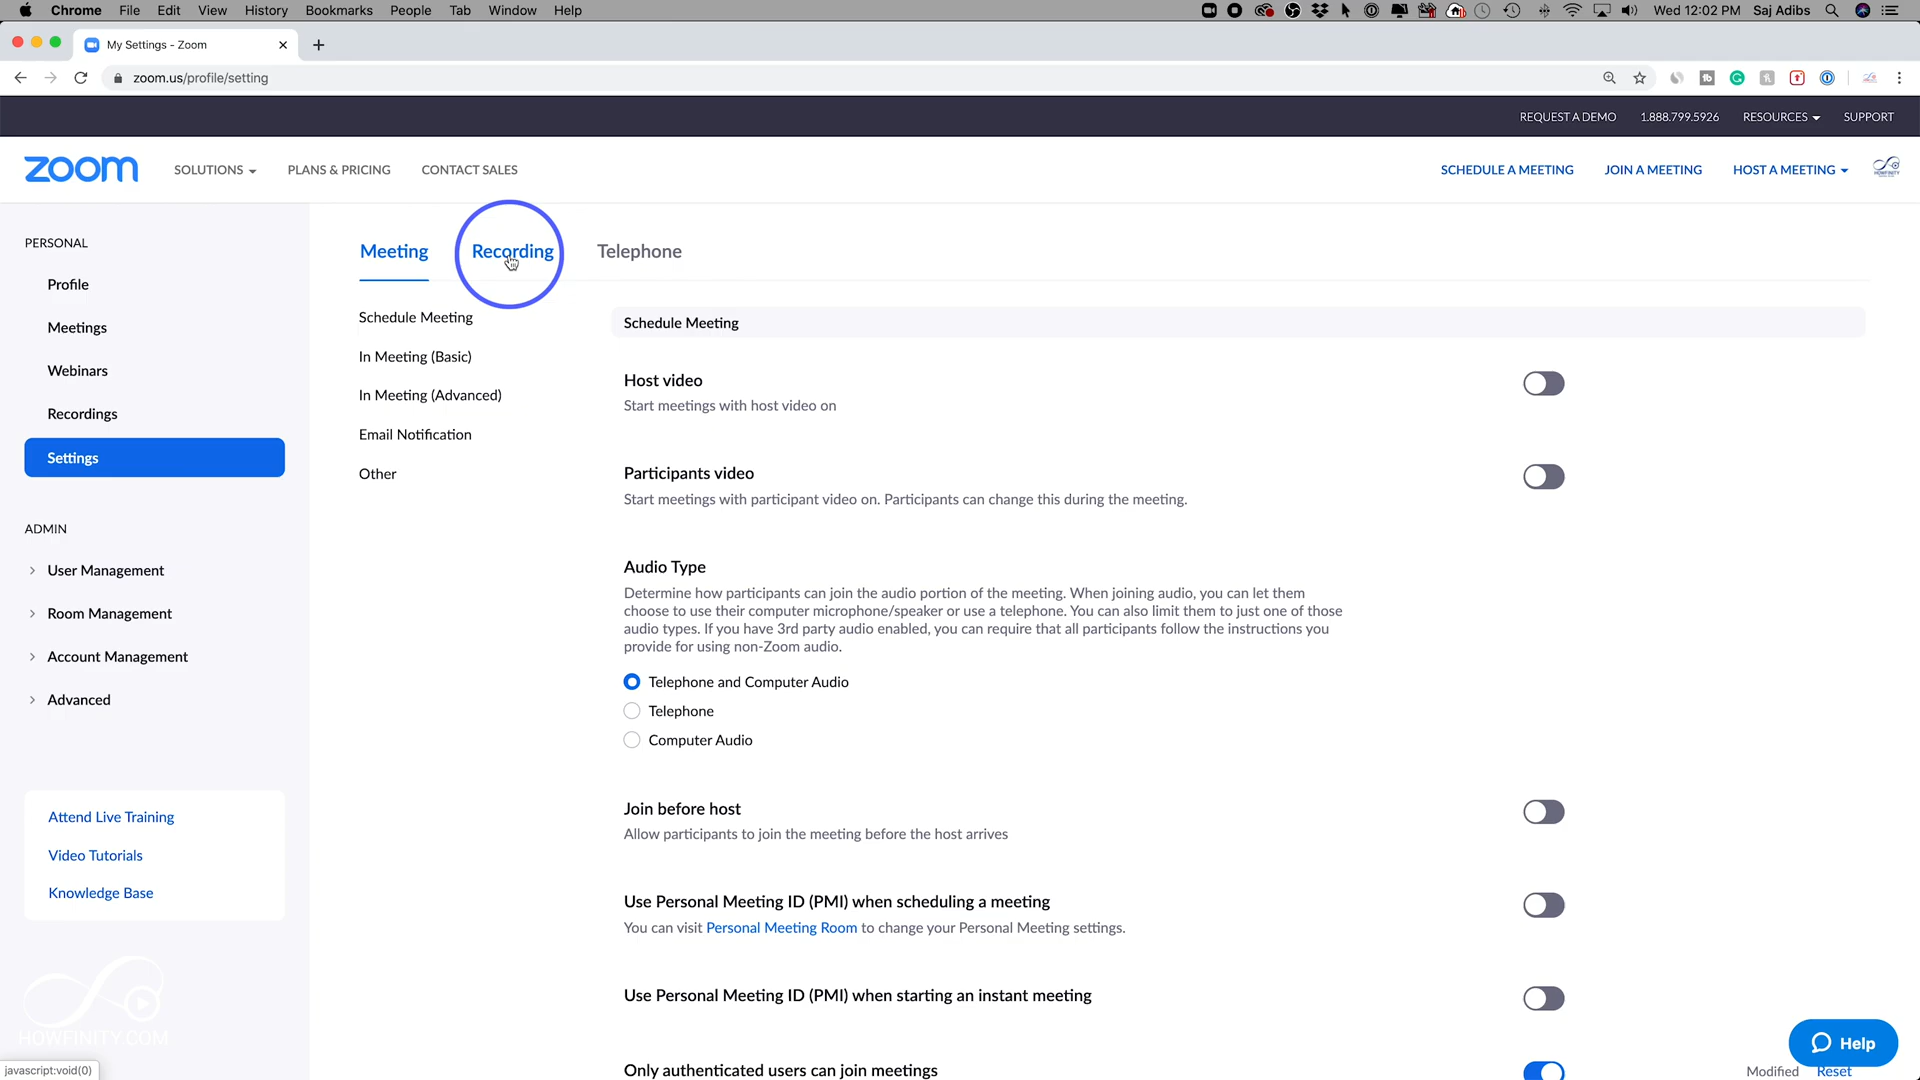 Chrome File Edit View History Bookmarks People Tab Window Help
Wed 12:02 PM Saj Adibs
My Settings - Zoom
zoom.us/profile/setting
REQUEST A DEMO 1.888.799.5926 RESOURCES SUPPORT
zoom SOLUTIONS PLANS & PRICING CONTACT SALES
SCHEDULE A MEETING JOIN A MEETING HOST A MEETING
HOWFINITY
PERSONAL
Profile
Meetings
Webinars
Recordings
Settings
ADMIN
User Management
Room Management
Account Management
Advanced
Attend Live Training
Video Tutorials
Knowledge Base
HOWFINITY.COM
javascript:void(0)
Meeting Recording Telephone
Schedule Meeting
In Meeting (Basic)
In Meeting (Advanced)
Email Notification
Other
Schedule Meeting
Host video
Start meetings with host video on
Participants video
Start meetings with participant video on. Participants can change this during the meeting.
Audio Type
Determine how participants can join the audio portion of the meeting. When joining audio, you can let them
choose to use their computer microphone/speaker or use a telephone. You can also limit them to just one of those
audio types. If you have 3rd party audio enabled, you can require that all participants follow the instructions you
provide for using non-Zoom audio.
Telephone and Computer Audio
Telephone
Computer Audio
Join before host
Allow participants to join the meeting before the host arrives
Use Personal Meeting ID (PMI) when scheduling a meeting
You can visit Personal Meeting Room to change your Personal Meeting settings.
Use Personal Meeting ID (PMI) when starting an instant meeting
Only authenticated users can join meetings
Modified Reset
Help